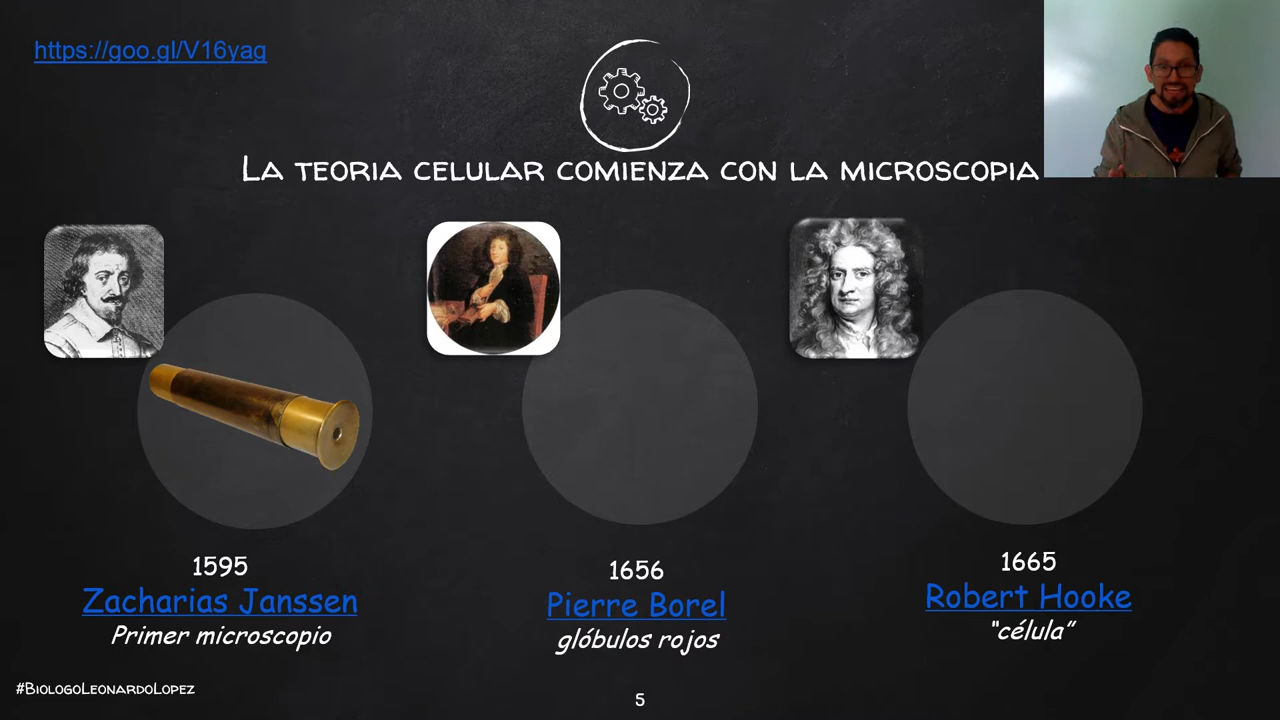 https://goo.gl/V16yag
LA TEORIA CELULAR COMIENZA CON LA MICROSCOPIA
1595
Zacharias Janssen
Primer microscopio
1656
Pierre Borel
glóbulos rojos
1665
Robert Hooke
"célula”
#BiologoLeonardoLopez
5